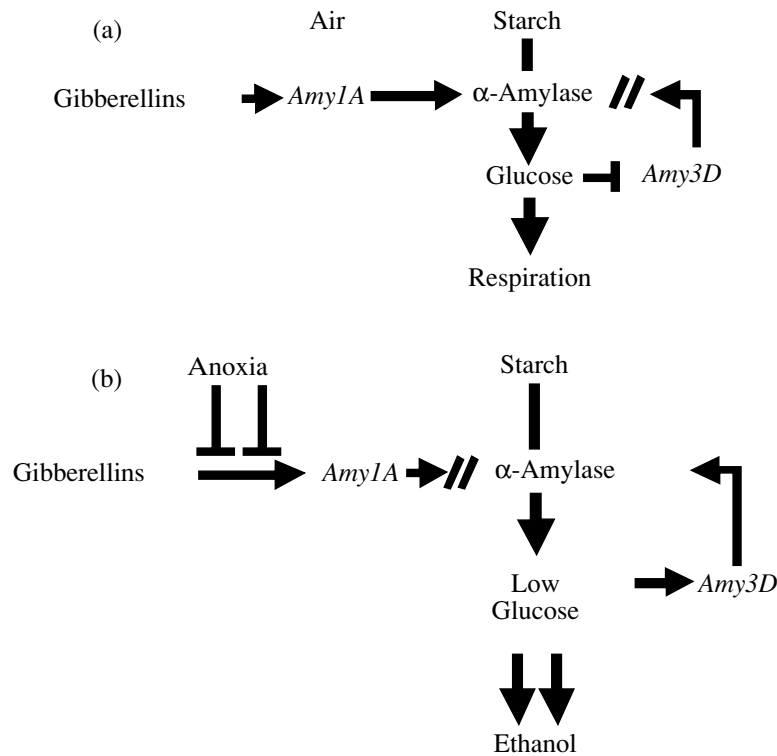 (a)
Air
Starch
Gibberellins
Amy1A
α-Amylase
Glucose
Amy3D
Respiration
(b)
Anoxia
Starch
Gibberellins
Amy1A
α-Amylase
Low
Glucose
Amy3D
Ethanol